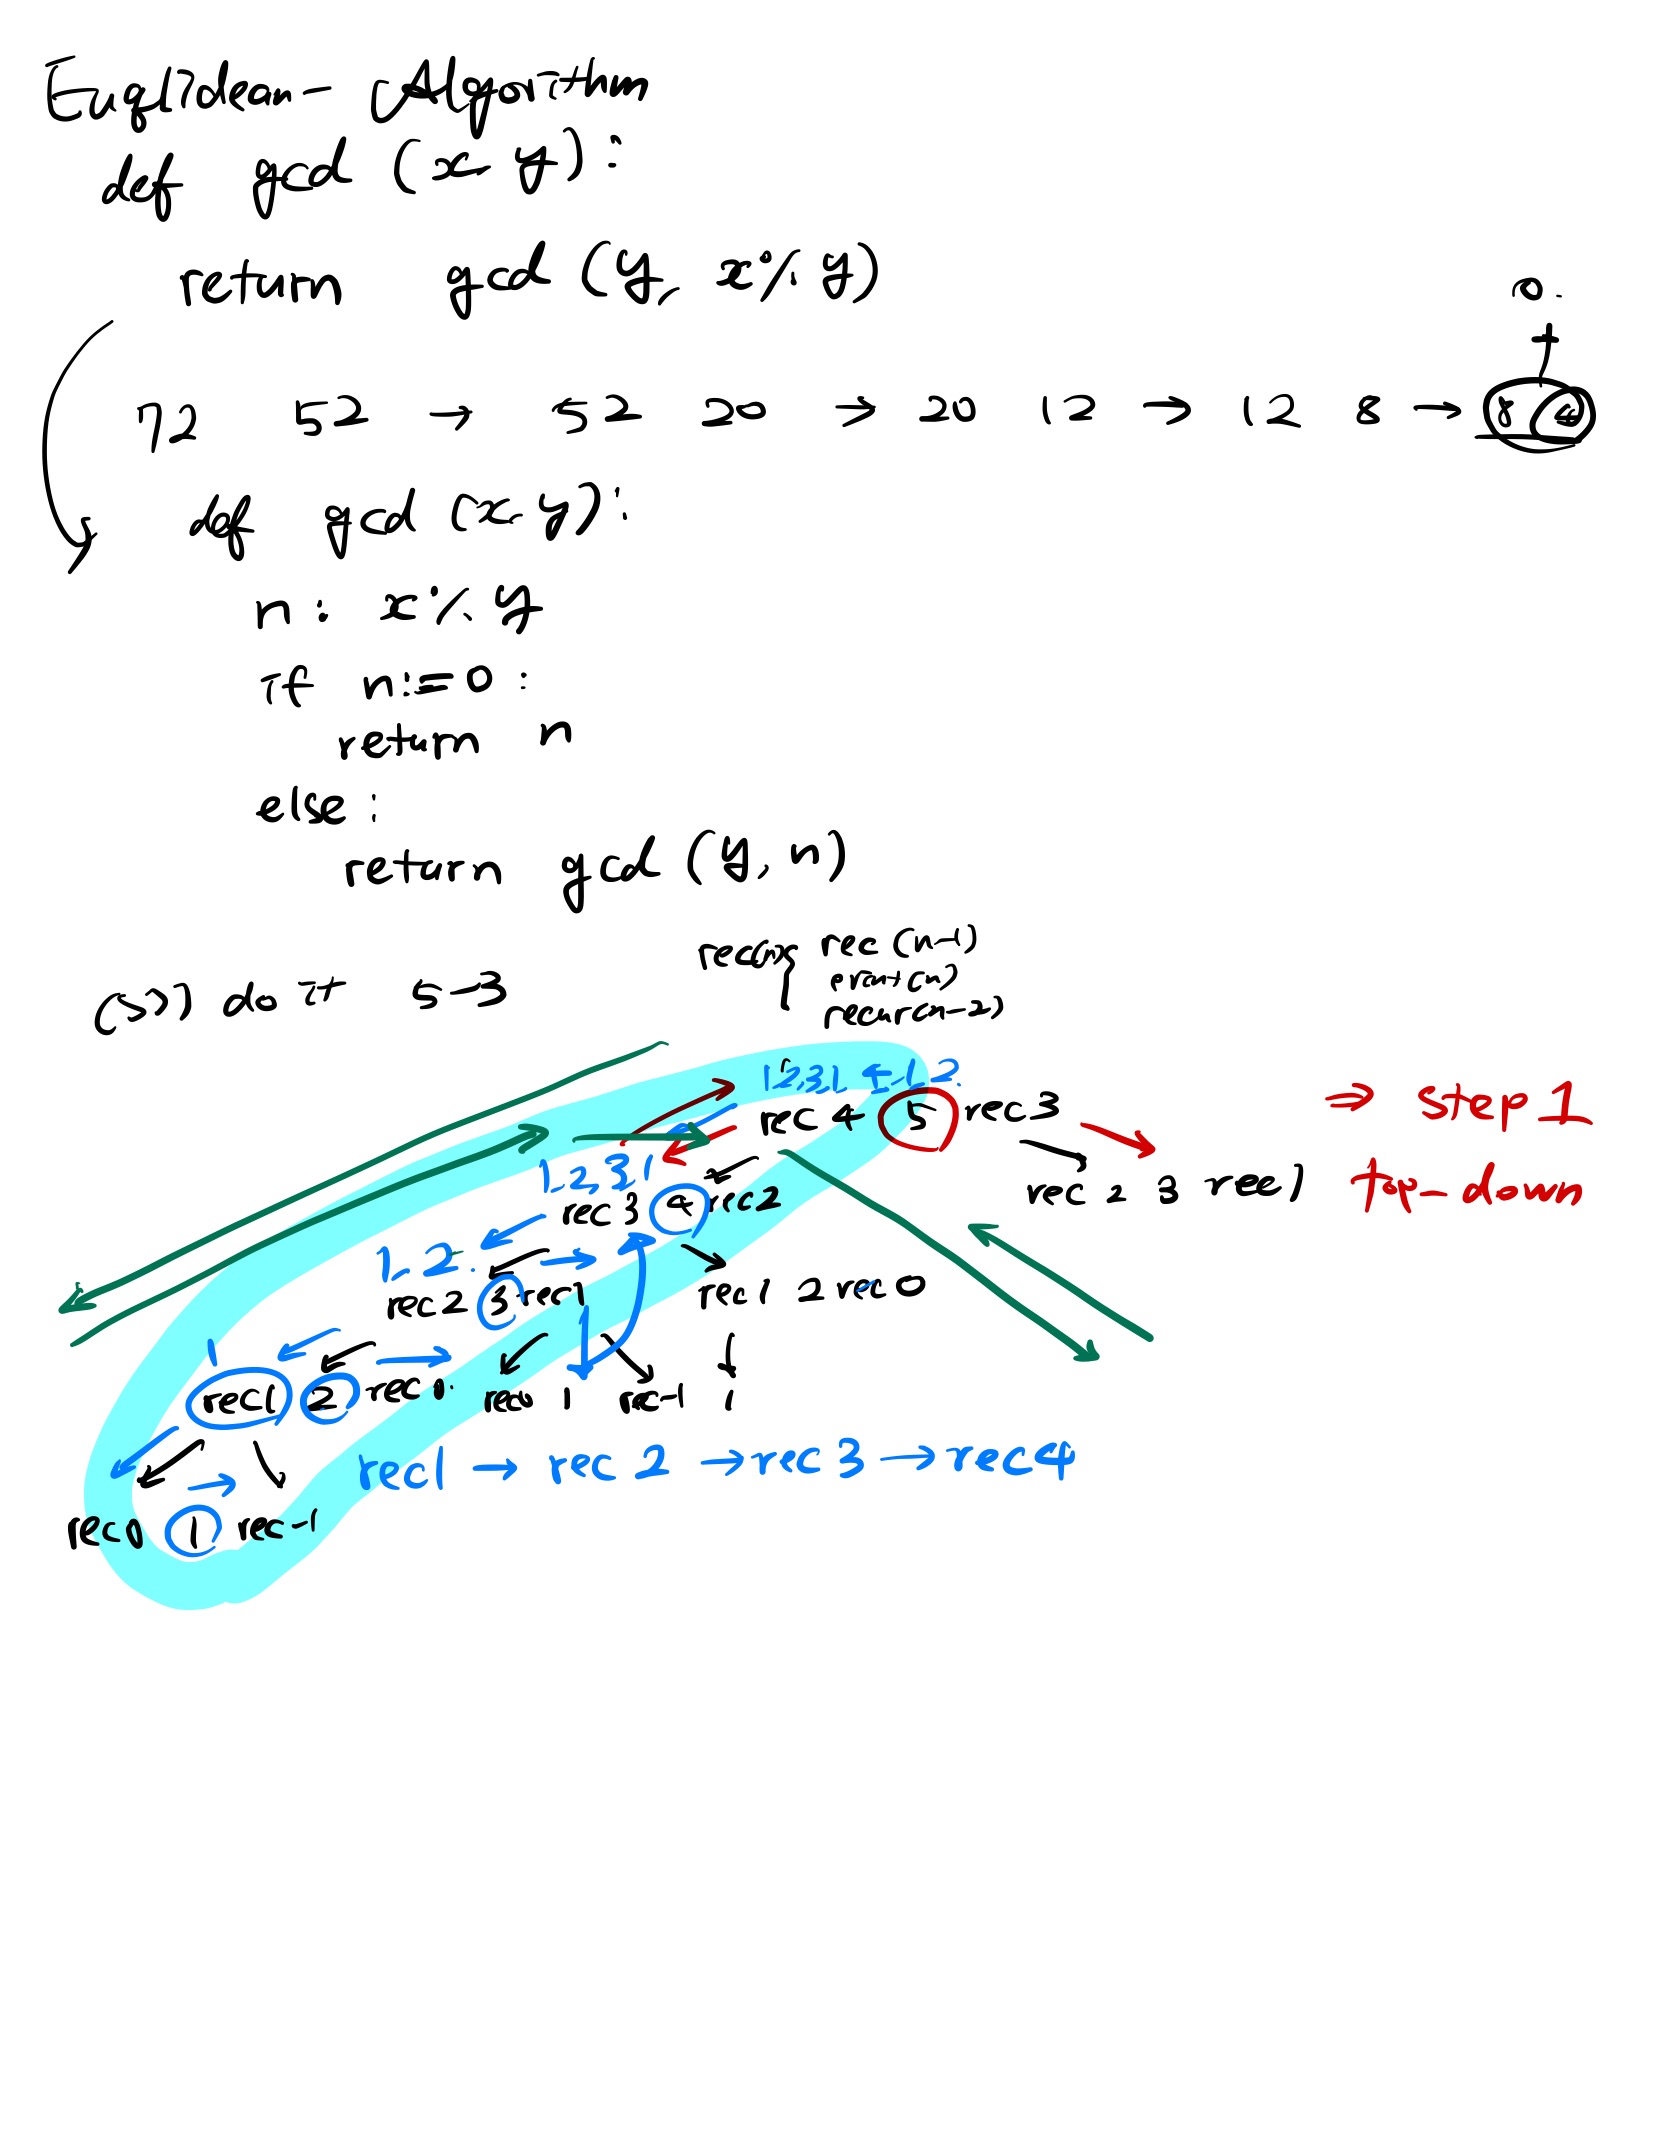 Euqlidean- Algorithm
def gcd (x, y):
return gcd (y, x % y)
0.
72 52 → 52 20 → 20 12 → 12 8 → 8 4
def gcd (x, y):
n : x % y
if n!=0 :
return n
else :
return gcd (y, n)
rec(n) { rec (n-1)
print(n)
recur(n-2)
do it 5-3
1,2,3,1, 4,1,2.
rec 4 5 rec3
⇒ step 1
1,2,3,1
rec 3 4 rec2
rec 2 3 rec1
top-down
1,2.
rec 2 3 rec1
rec1 2 rec0
1
rec1 2 rec0.
rec0 1 rec-1 1
rec1 → rec 2 → rec 3 → rec4
rec0 1 rec-1